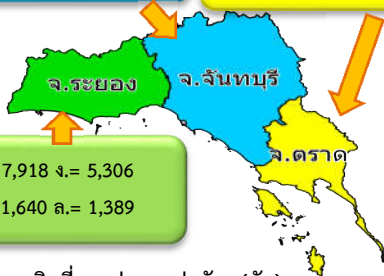 จ.ระยอง
จ.จันทบุรี
จ.ตราด
7,918 ง.= 5,306
1,640 ล.= 1,389